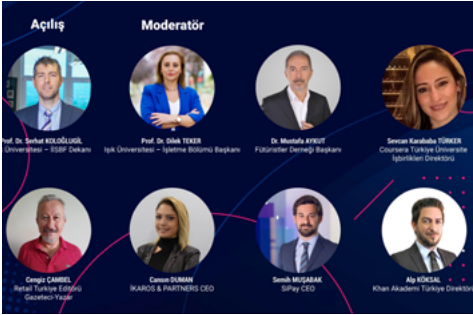 Açılış
Moderatör
Prof. Dr. Serhat KOLOĞLUGİL
Üniversitesi – İİSBF Dekanı
Prof. Dr. Dilek TEKER
Işık Üniversitesi – İşletme Bölümü Başkanı
Dr. Mustafa AYKUT
Fütüristler Derneği Başkanı
Sevcan Karababa TÜRKER
Coursera Türkiye Üniversite
İşbirlikleri Direktörü
Cengiz ÇAMBEL
Retail Turkiye Editörü
Gazeteci-Yazar
Cansın DUMAN
İKAROS & PARTNERS CEO
Semih MUŞABAK
SiPay CEO
Alp KÖKSAL
Khan Akademi Türkiye Direktörü